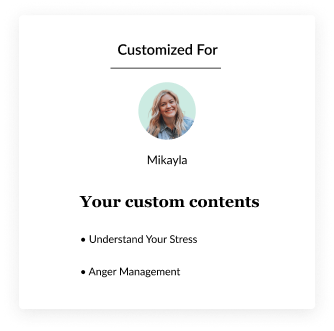 Customized For
Mikayla
Your custom contents
• Understand Your Stress
• Anger Management